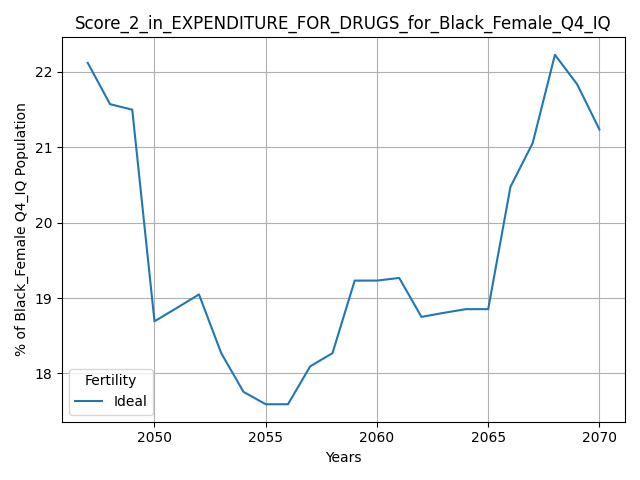 Score_2_in_EXPENDITURE_FOR_DRUGS_for_Black_Female_Q4_IQ
% of Black_Female Q4_IQ Population
22
21
20
19
18
Fertility
Ideal
2050 2055 2060 2065 2070
Years